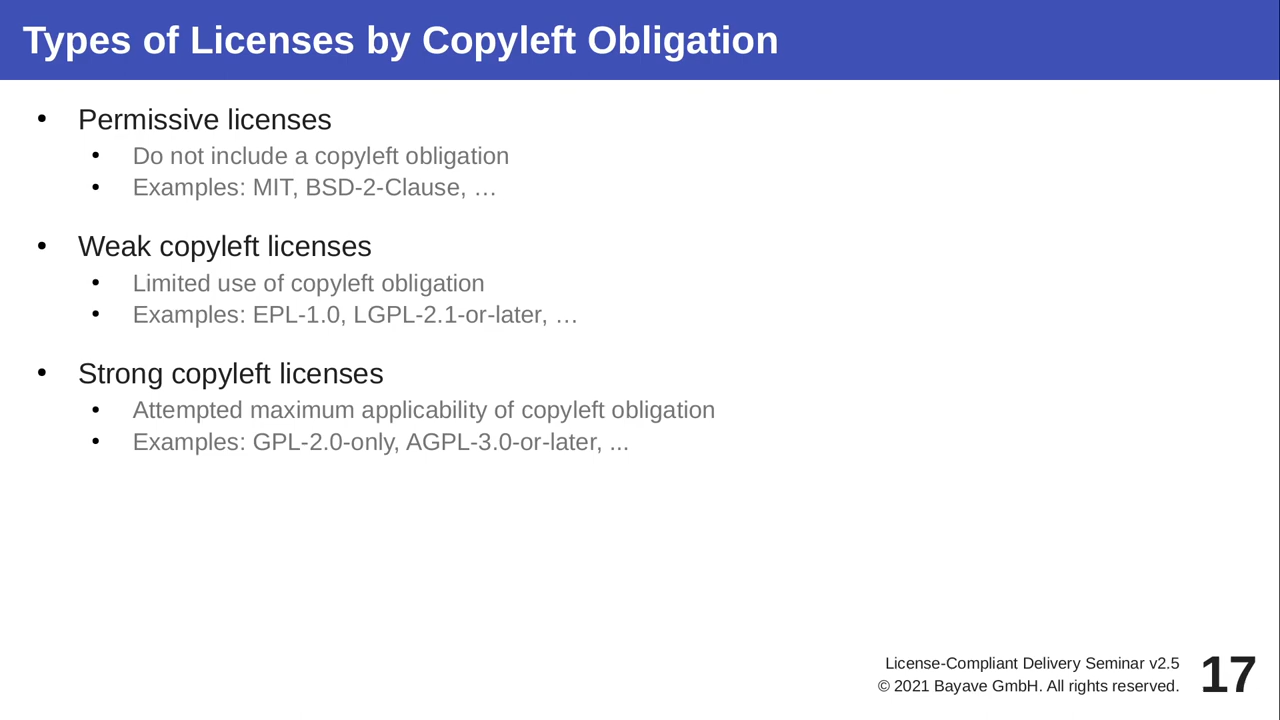 Types of Licenses by Copyleft Obligation
• Permissive licenses
• Do not include a copyleft obligation
• Examples: MIT, BSD-2-Clause, …
• Weak copyleft licenses
• Limited use of copyleft obligation
• Examples: EPL-1.0, LGPL-2.1-or-later, …
• Strong copyleft licenses
• Attempted maximum applicability of copyleft obligation
• Examples: GPL-2.0-only, AGPL-3.0-or-later, ...
License-Compliant Delivery Seminar v2.5
© 2021 Bayave GmbH. All rights reserved.
17